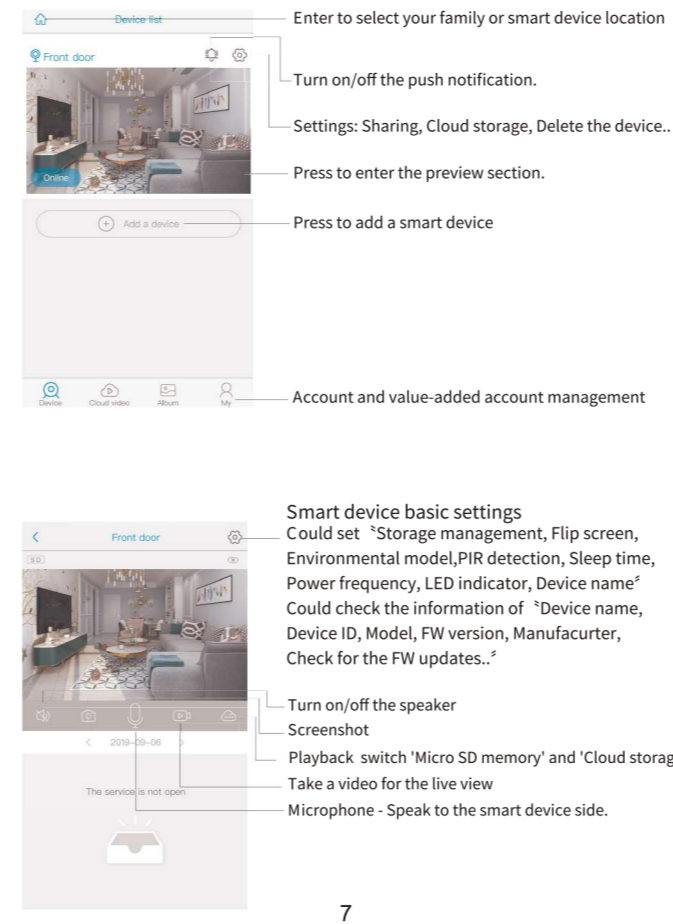 Device list
Enter to select your family or smart device location
Front door
Turn on/off the push notification.
Settings: Sharing, Cloud storage, Delete the device..
Online
Press to enter the preview section.
Add a device
Press to add a smart device
Device
Cloud video
Album
My
Account and value-added account management
Smart device basic settings
Front door
Could set 〝Storage management, Flip screen,
SD
Environmental model,PIR detection, Sleep time,
Power frequency, LED indicator, Device name〞
Could check the information of 〝Device name,
Device ID, Model, FW version, Manufacurter,
Check for the FW updates..〞
Turn on/off the speaker
Screenshot
2019-09-06
Playback switch 'Micro SD memory' and 'Cloud storag
Take a video for the live view
The service is not open
Microphone - Speak to the smart device side.
7